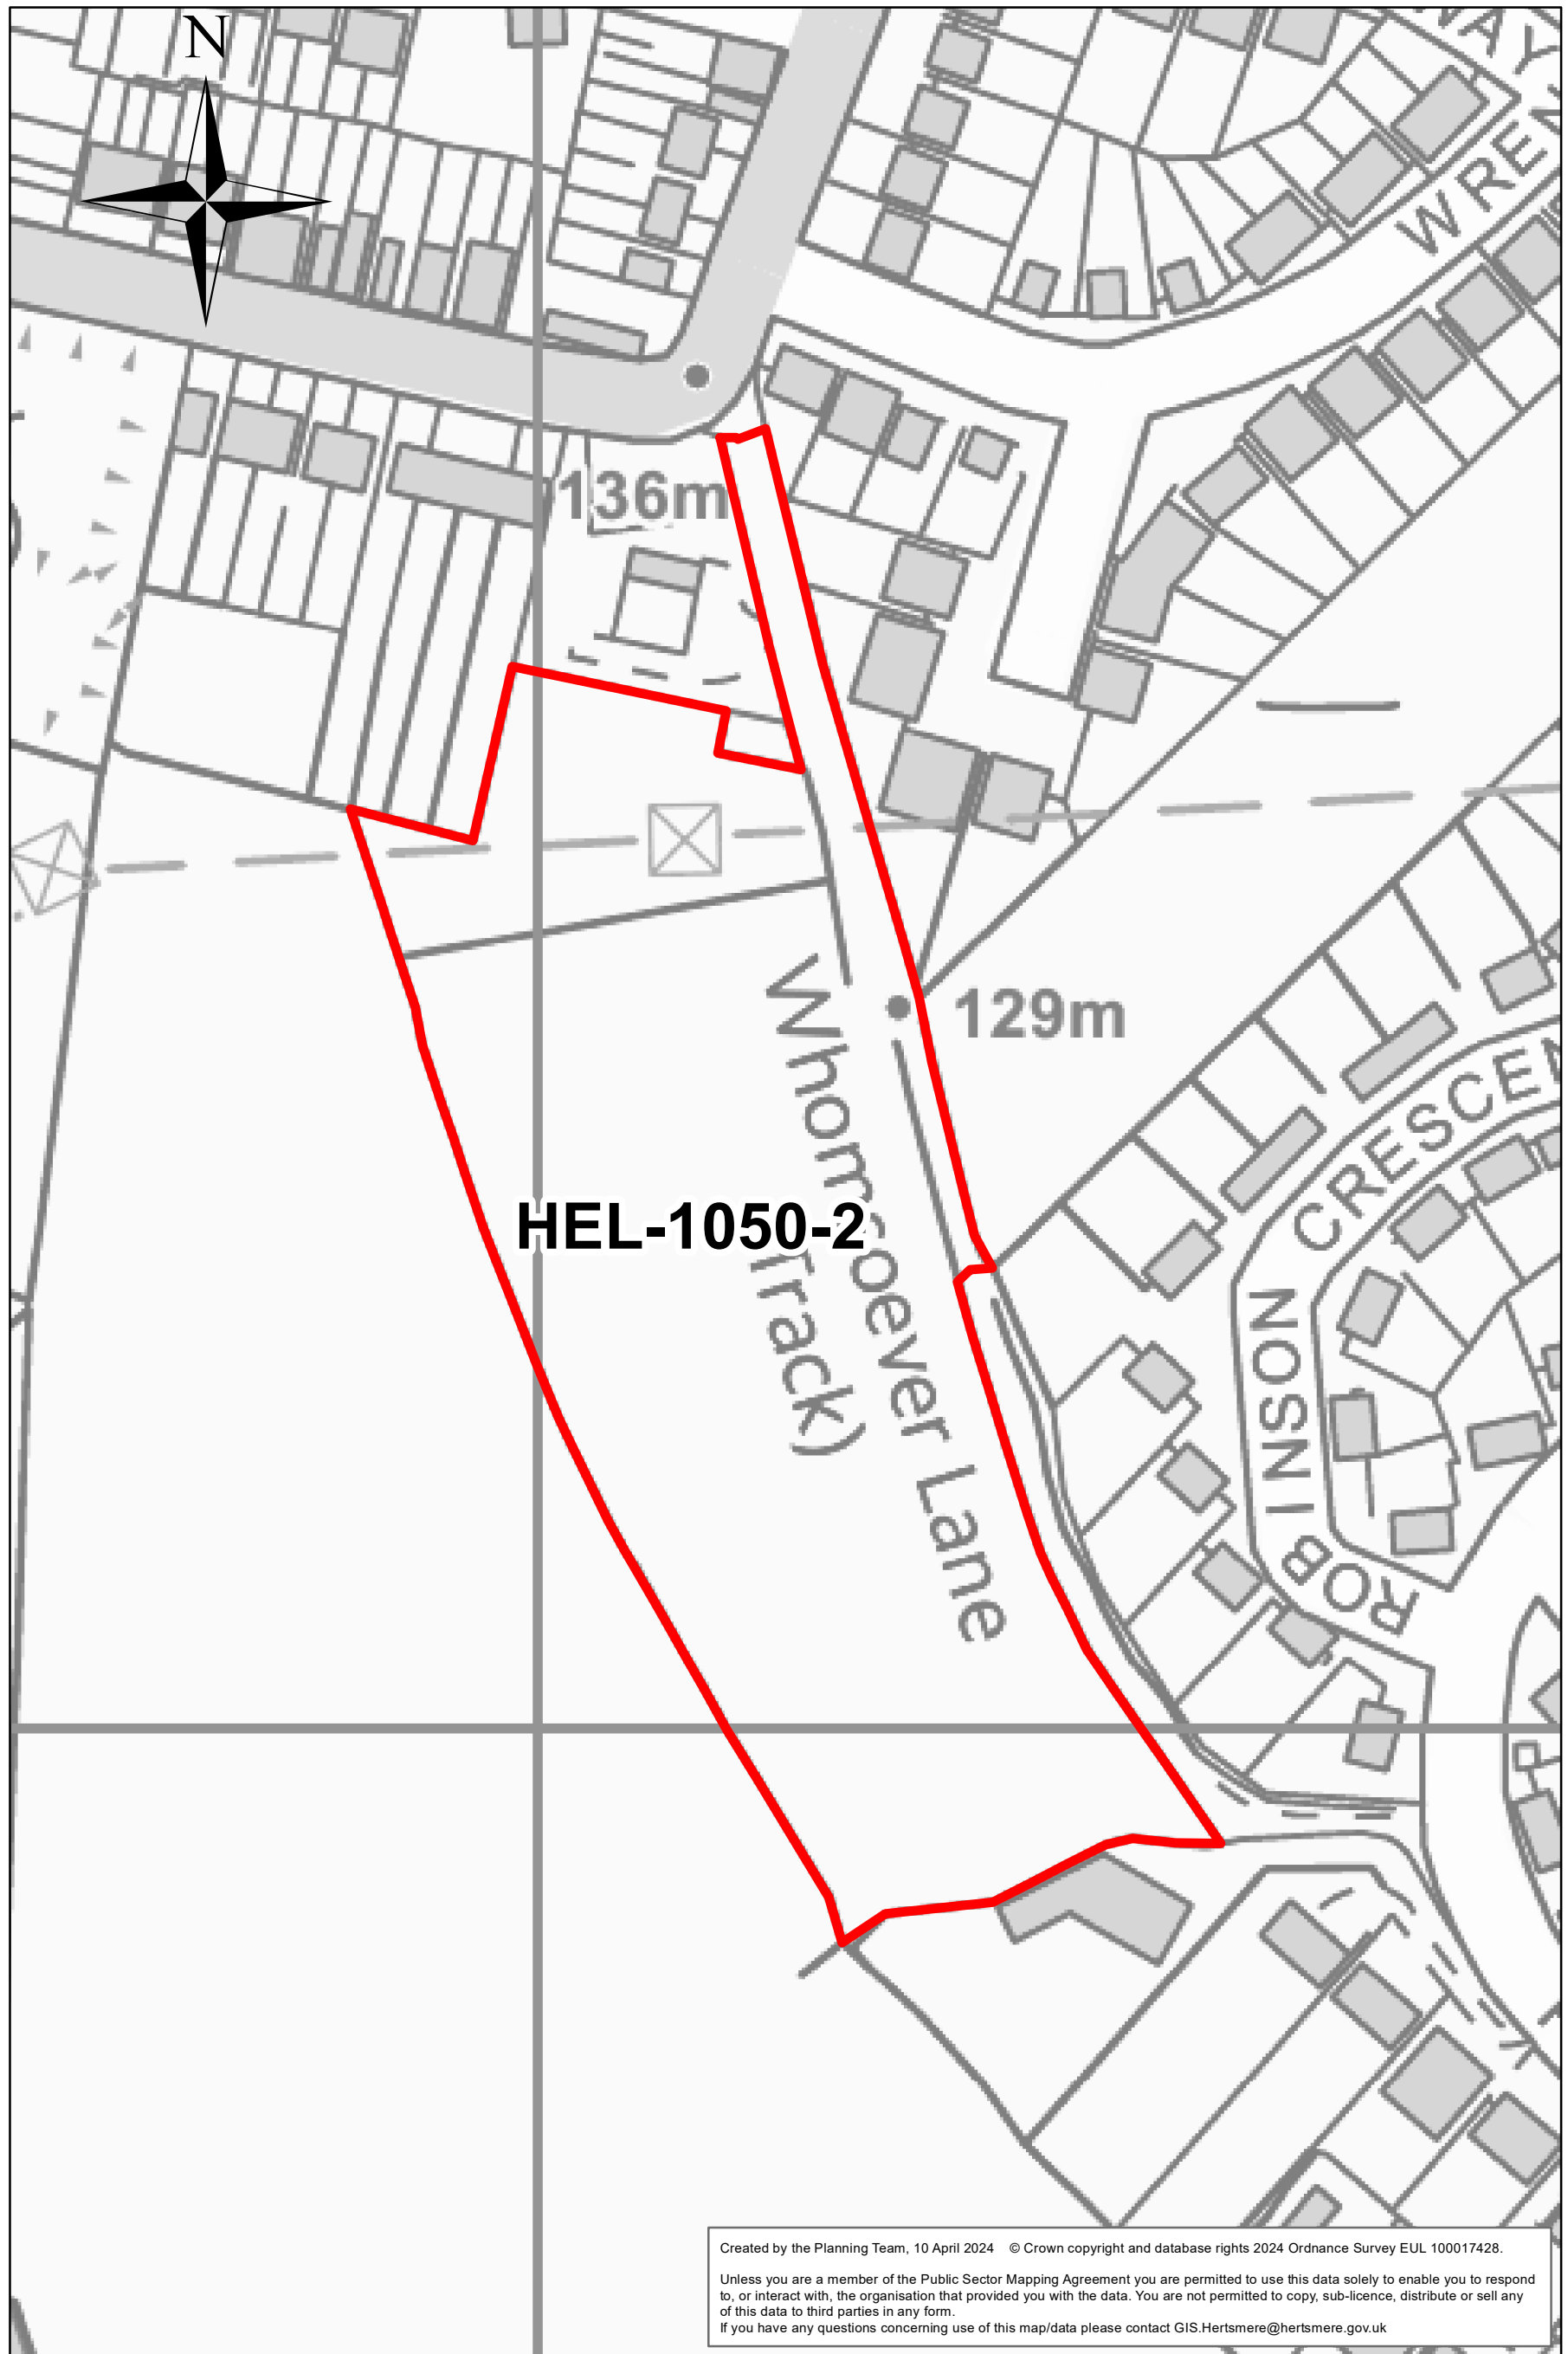 N
WAY
WREN
136m
129m
Whomsoever Lane
(Track)
HEL-1050-2
ROBINSON CRESCEN
Created by the Planning Team, 10 April 2024 © Crown copyright and database rights 2024 Ordnance Survey EUL 100017428.
Unless you are a member of the Public Sector Mapping Agreement you are permitted to use this data solely to enable you to respond
to, or interact with, the organisation that provided you with the data. You are not permitted to copy, sub-licence, distribute or sell any
of this data to third parties in any form.
If you have any questions concerning use of this map/data please contact GIS.Hertsmere@hertsmere.gov.uk